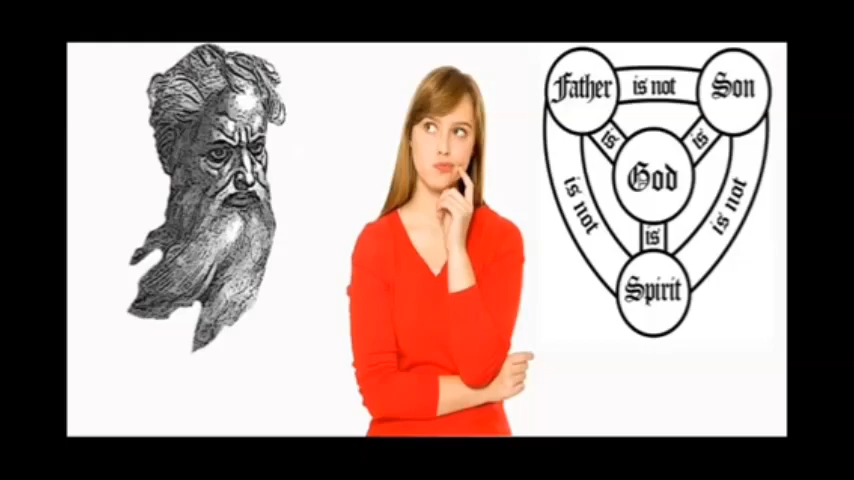 Father is not Son
is is
God
is not is not
is
Spirit